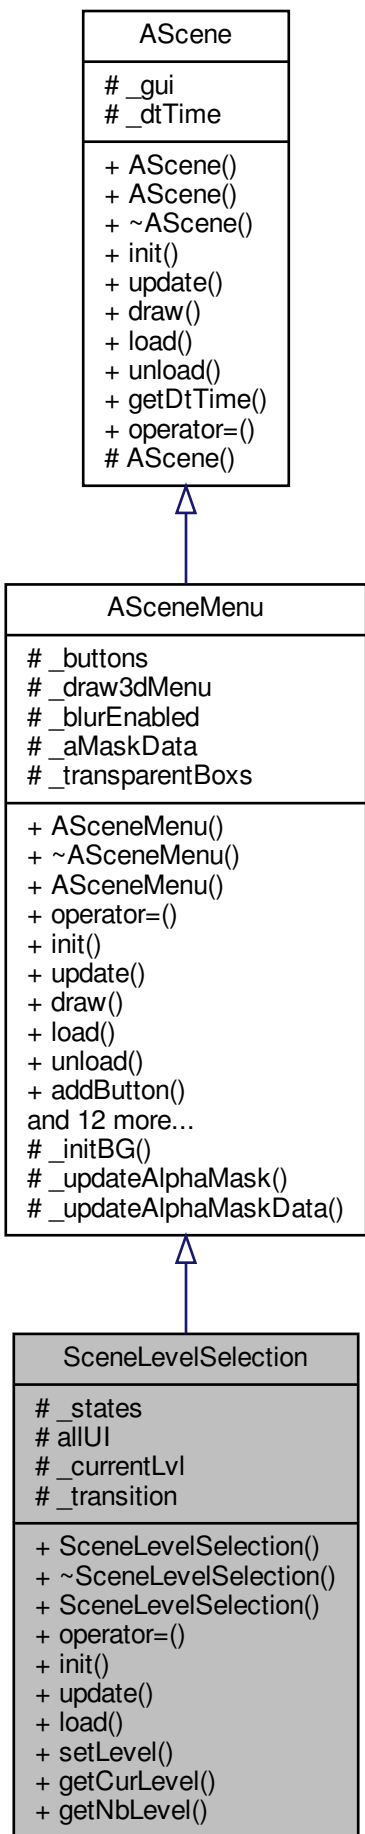 AScene
# _gui
# _dtTime
+ AScene()
+ AScene()
+ ~AScene()
+ init()
+ update()
+ draw()
+ load()
+ unload()
+ getDtTime()
+ operator=()
# AScene()
ASceneMenu
# _buttons
# _draw3dMenu
# _blurEnabled
# _aMaskData
# _transparentBoxs
+ ASceneMenu()
+ ~ASceneMenu()
+ ASceneMenu()
+ operator=()
+ init()
+ update()
+ draw()
+ load()
+ unload()
+ addButton()
and 12 more...
# _initBG()
# _updateAlphaMask()
# _updateAlphaMaskData()
SceneLevelSelection
# _states
# allUI
# _currentLvl
# _transition
+ SceneLevelSelection()
+ ~SceneLevelSelection()
+ SceneLevelSelection()
+ operator=()
+ init()
+ update()
+ load()
+ setLevel()
+ getCurLevel()
+ getNbLevel()